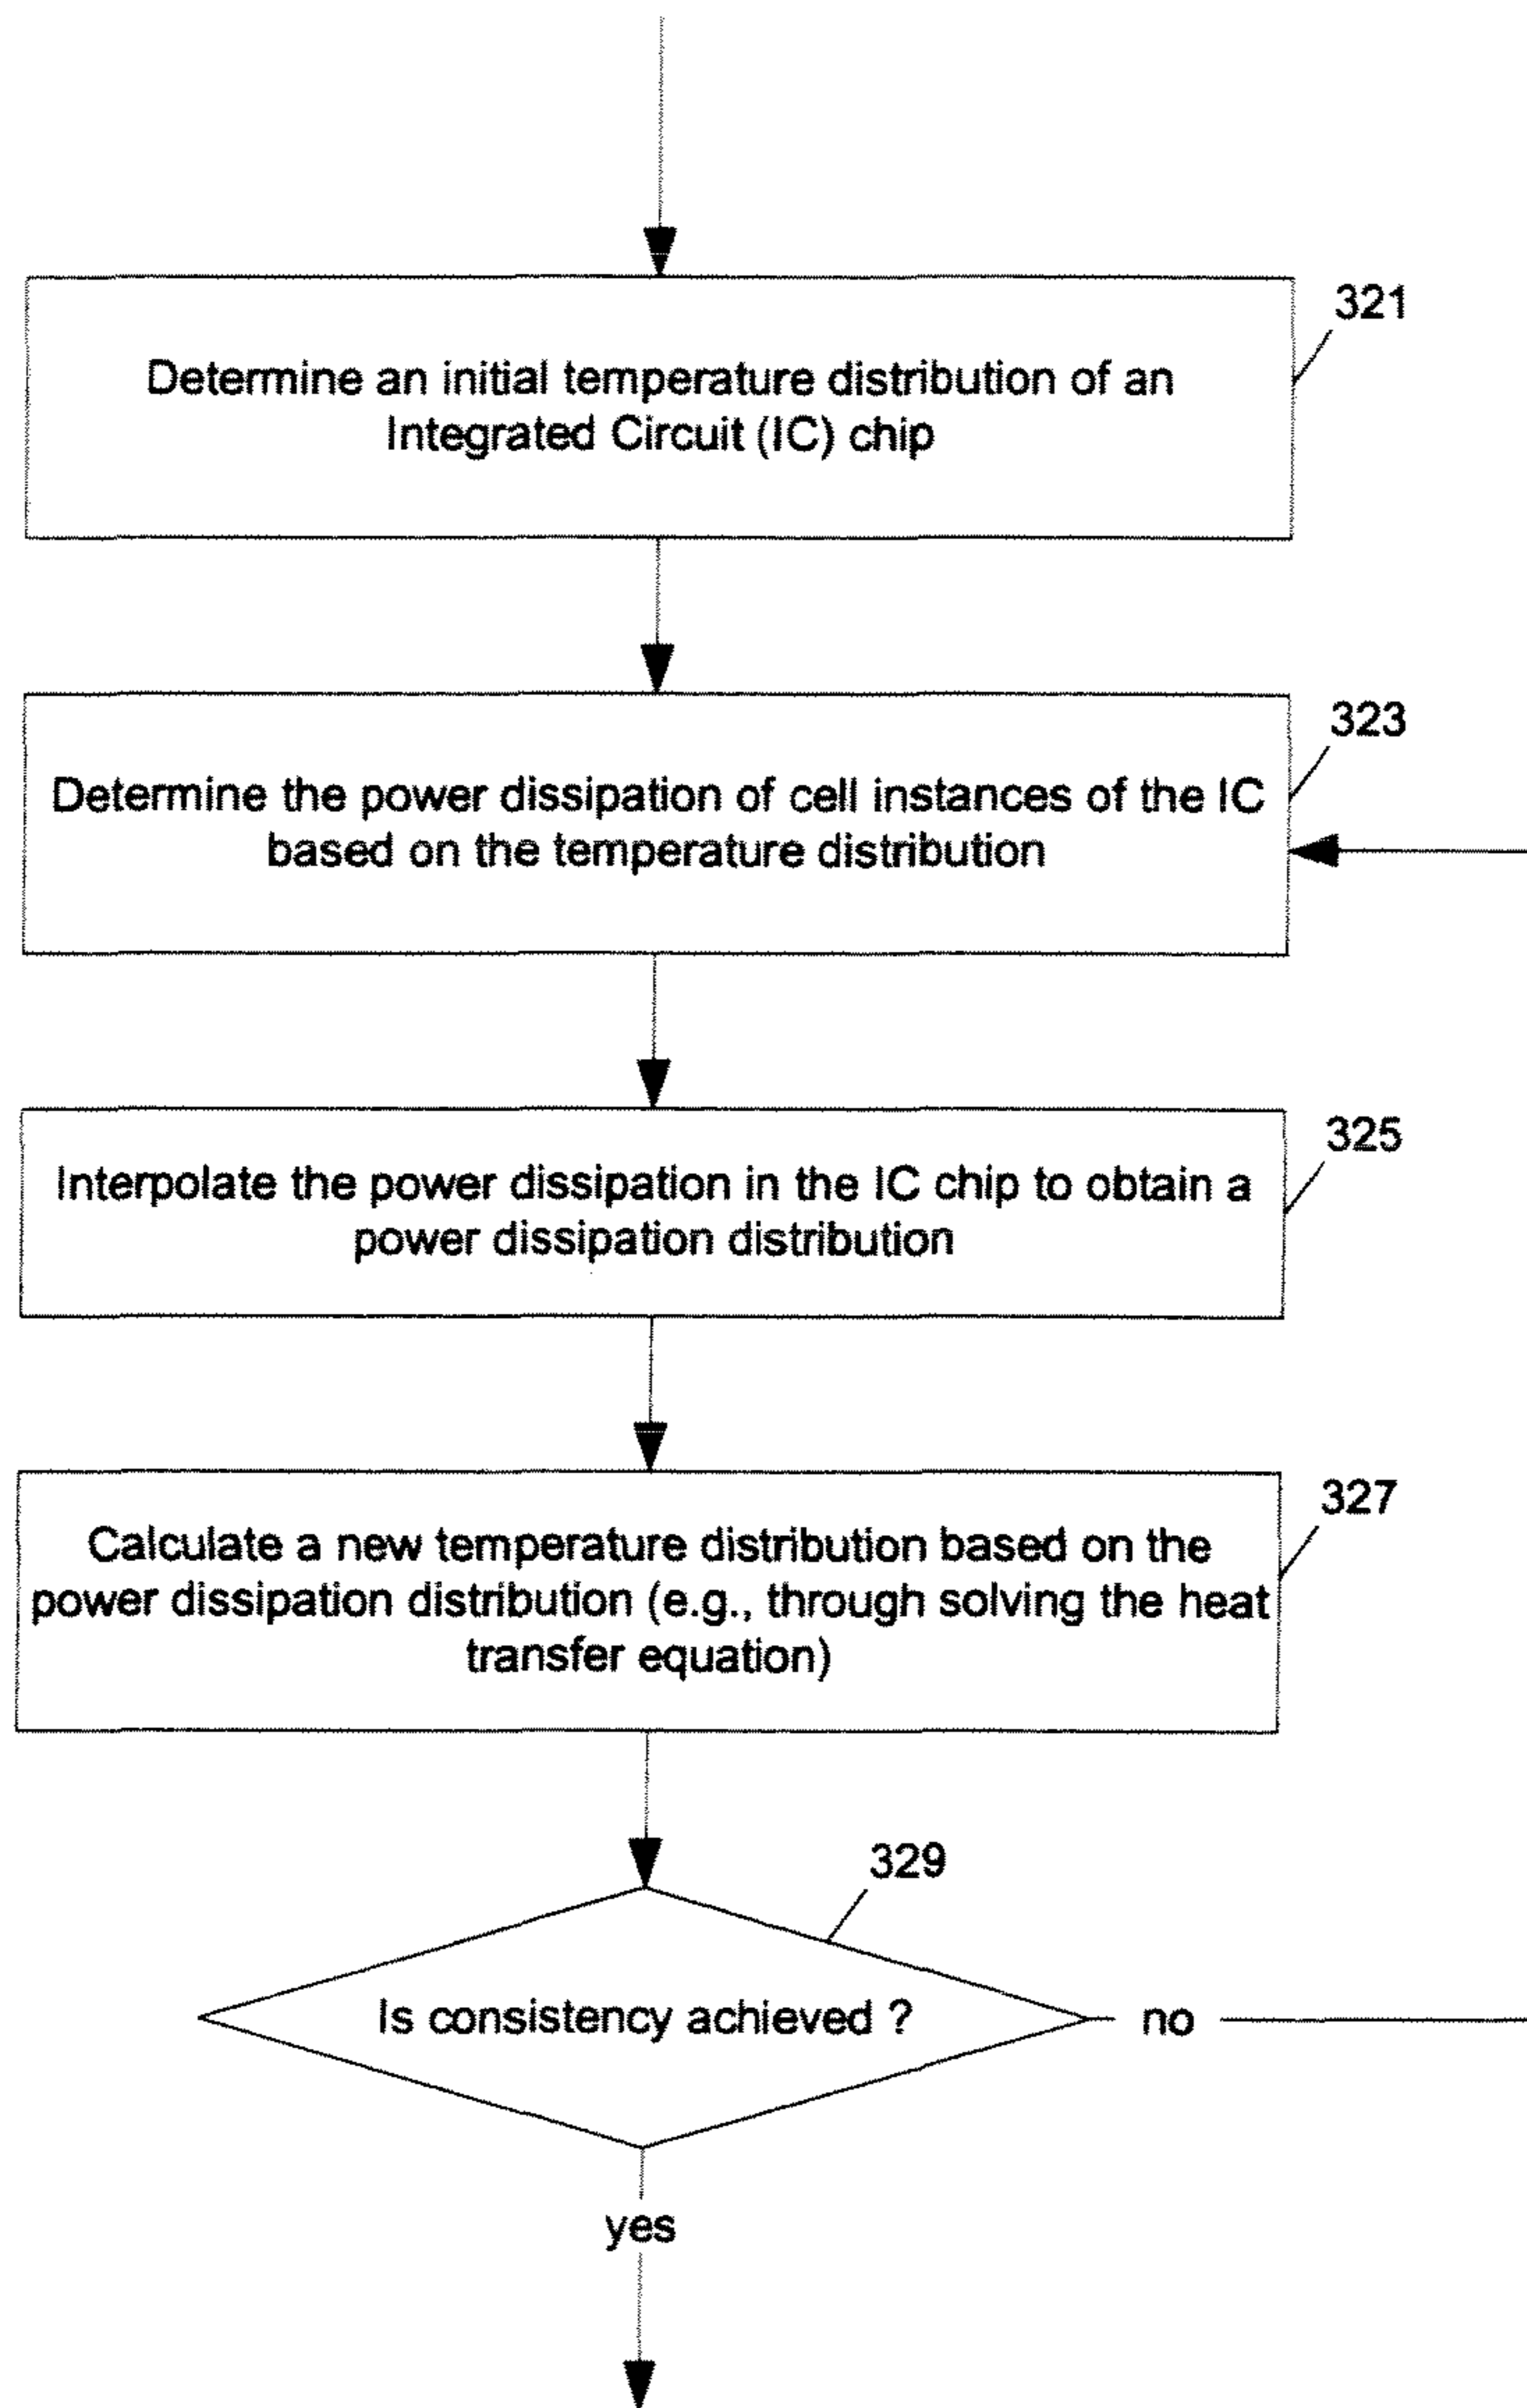 321
Determine an initial temperature distribution of an
Integrated Circuit (IC) chip
323
Determine the power dissipation of cell instances of the IC
based on the temperature distribution
325
Interpolate the power dissipation in the IC chip to obtain a
power dissipation distribution
327
Calculate a new temperature distribution based on the
power dissipation distribution (e.g., through solving the heat
transfer equation)
329
Is consistency achieved ?
no
yes